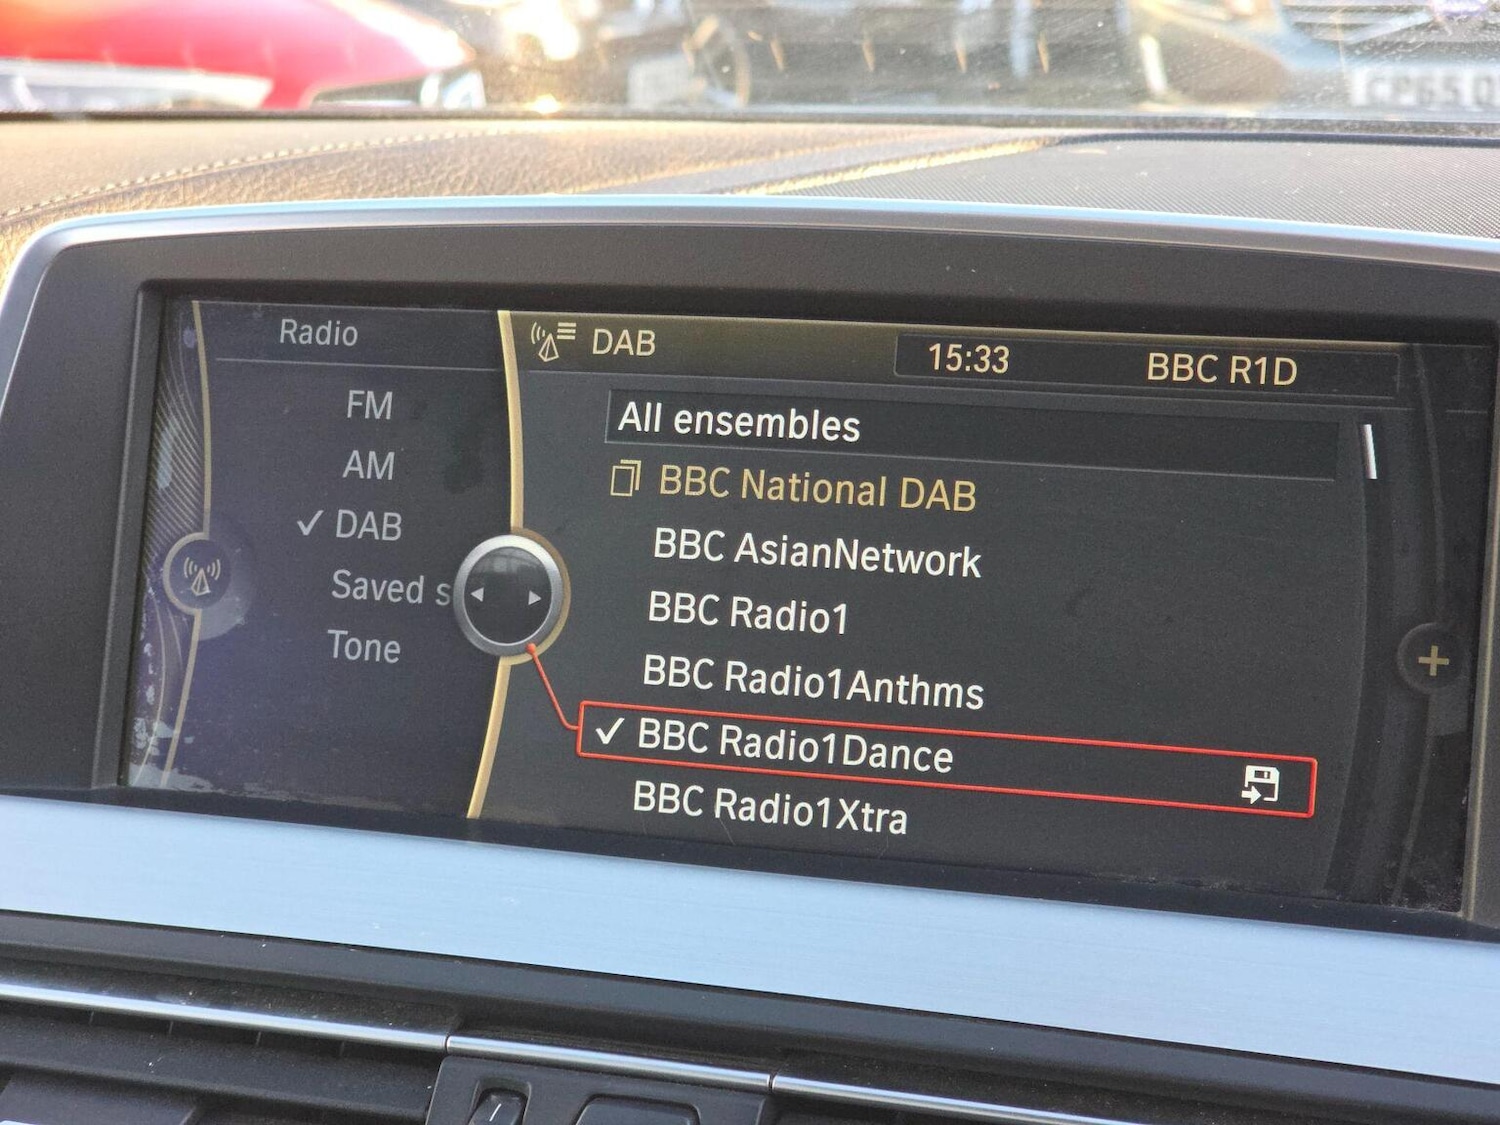 Radio
FM
AM
DAB
Saved s
Tone
DAB
15:33
BBC R1D
All ensembles
BBC National DAB
BBC AsianNetwork
BBC Radio1
BBC Radio1Anthms
BBC Radio1Dance
BBC Radio1Xtra
+